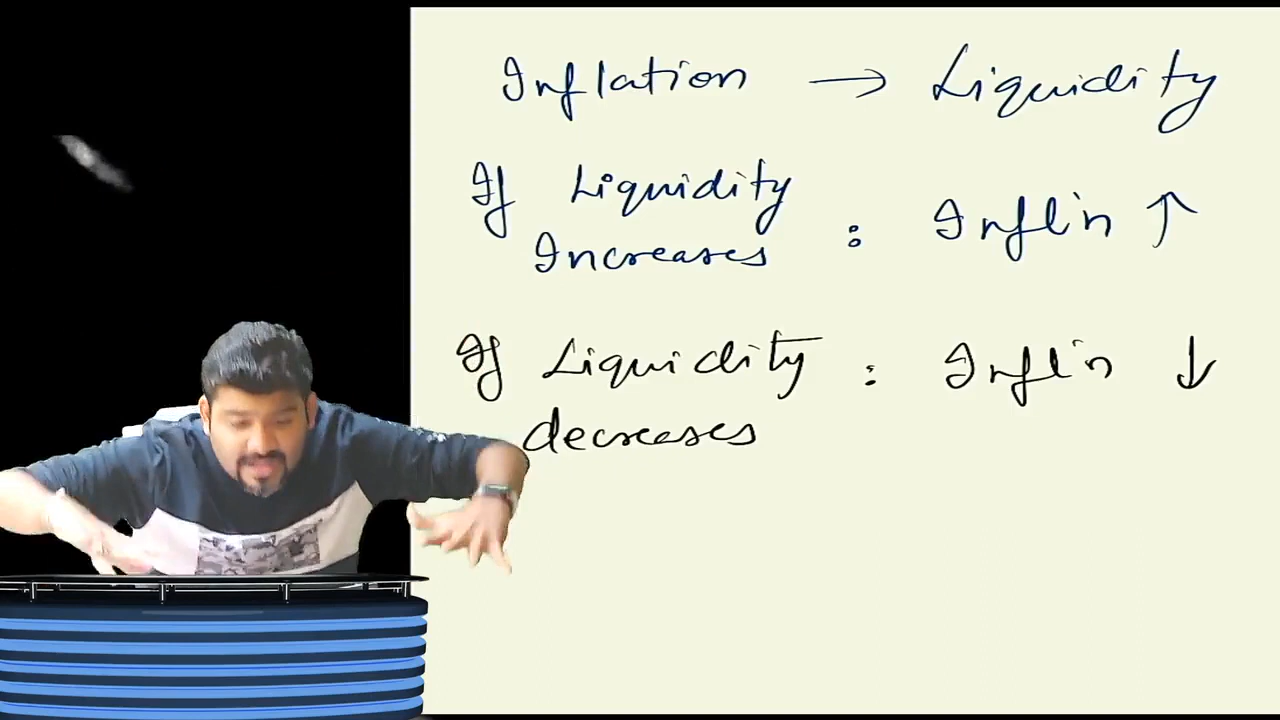 Inflation → Liquidity
If Liquidity Increases : Infl'n ↑
If Liquidity decreases : Infl'n ↓